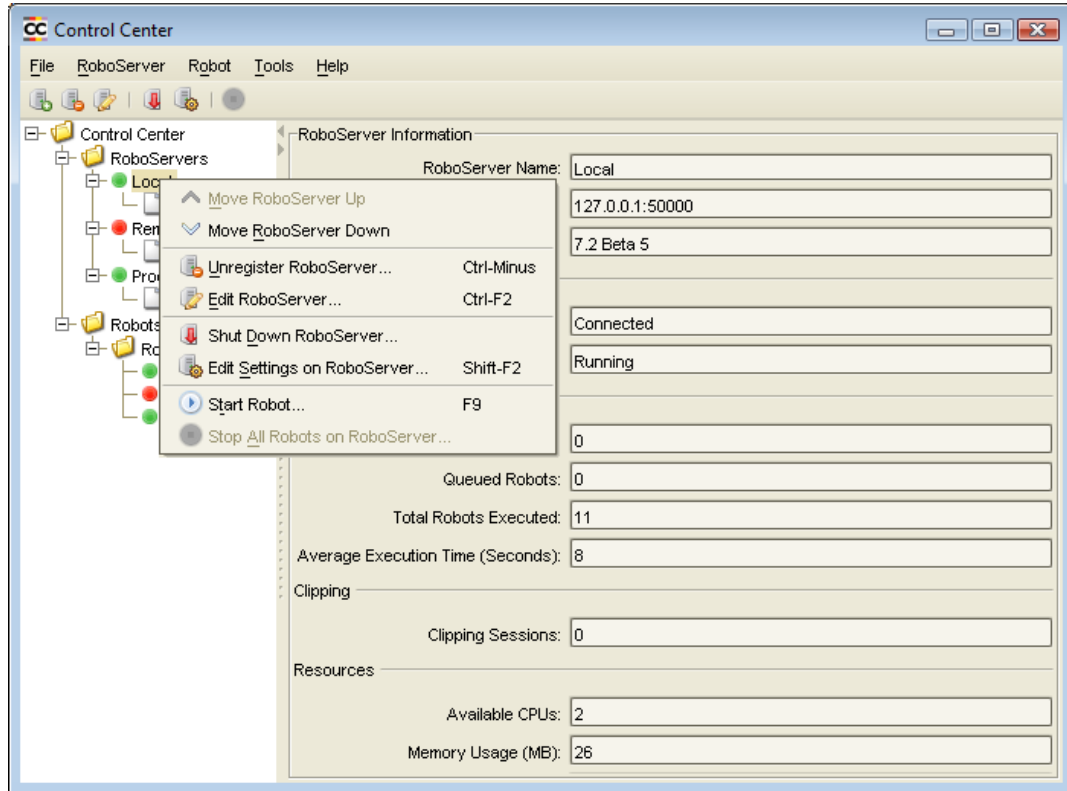 CC Control Center
File RoboServer Robot Tools Help
Control Center
RoboServers
Local
Robots
RoboServer Information
RoboServer Name: Local
127.0.0.1:50000
7.2 Beta 5
Connected
Running
0
Move RoboServer Up
Move RoboServer Down
Unregister RoboServer... Ctrl-Minus
Edit RoboServer... Ctrl-F2
Shut Down RoboServer...
Edit Settings on RoboServer... Shift-F2
Start Robot... F9
Stop All Robots on RoboServer...
Queued Robots: 0
Total Robots Executed: 11
Average Execution Time (Seconds): 8
Clipping
Clipping Sessions: 0
Resources
Available CPUs: 2
Memory Usage (MB): 26